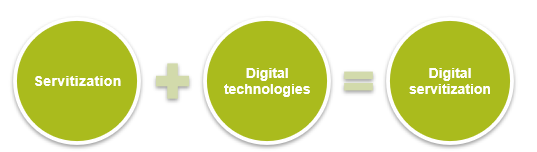 Servitization
+
Digital
technologies
=
Digital
servitization